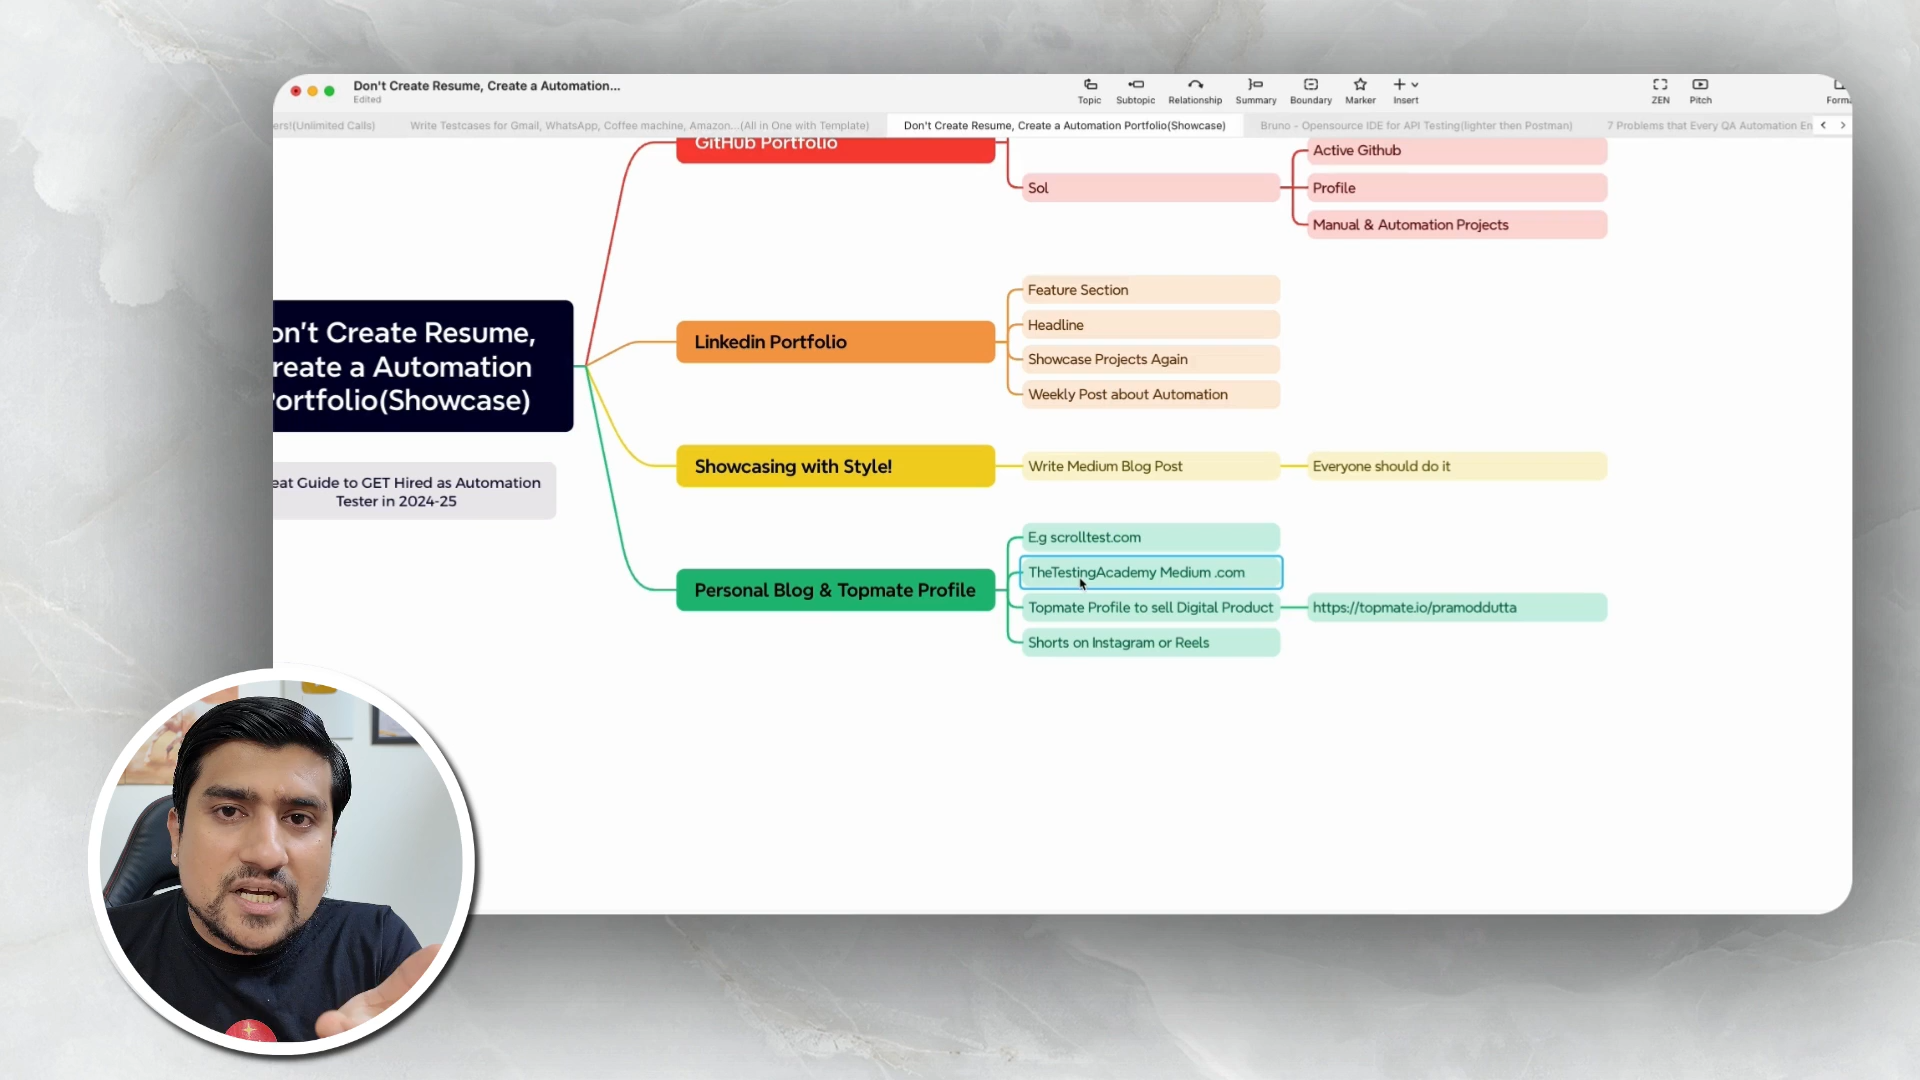 Don't Create Resume, Create a Automation...
Edited
Topic
Subtopic
Relationship
Summary
Boundary
Marker
Insert
ZEN
Pitch
Forma
ers!(Unlimited Calls)
Write Testcases for Gmail, WhatsApp, Coffee machine, Amazon...(All in One with Template)
Don't Create Resume, Create a Automation Portfolio(Showcase)
Bruno - Opensource IDE for API Testing(lighter then Postman)
7 Problems that Every QA Automation En
GitHub Portfolio
Sol
Active Github
Profile
Manual & Automation Projects
on't Create Resume,
reate a Automation
Portfolio(Showcase)
eat Guide to GET Hired as Automation
Tester in 2024-25
Linkedin Portfolio
Feature Section
Headline
Showcase Projects Again
Weekly Post about Automation
Showcasing with Style!
Write Medium Blog Post
Everyone should do it
Personal Blog & Topmate Profile
E.g scrolltest.com
TheTestingAcademy Medium .com
Topmate Profile to sell Digital Product
https://topmate.io/pramoddutta
Shorts on Instagram or Reels